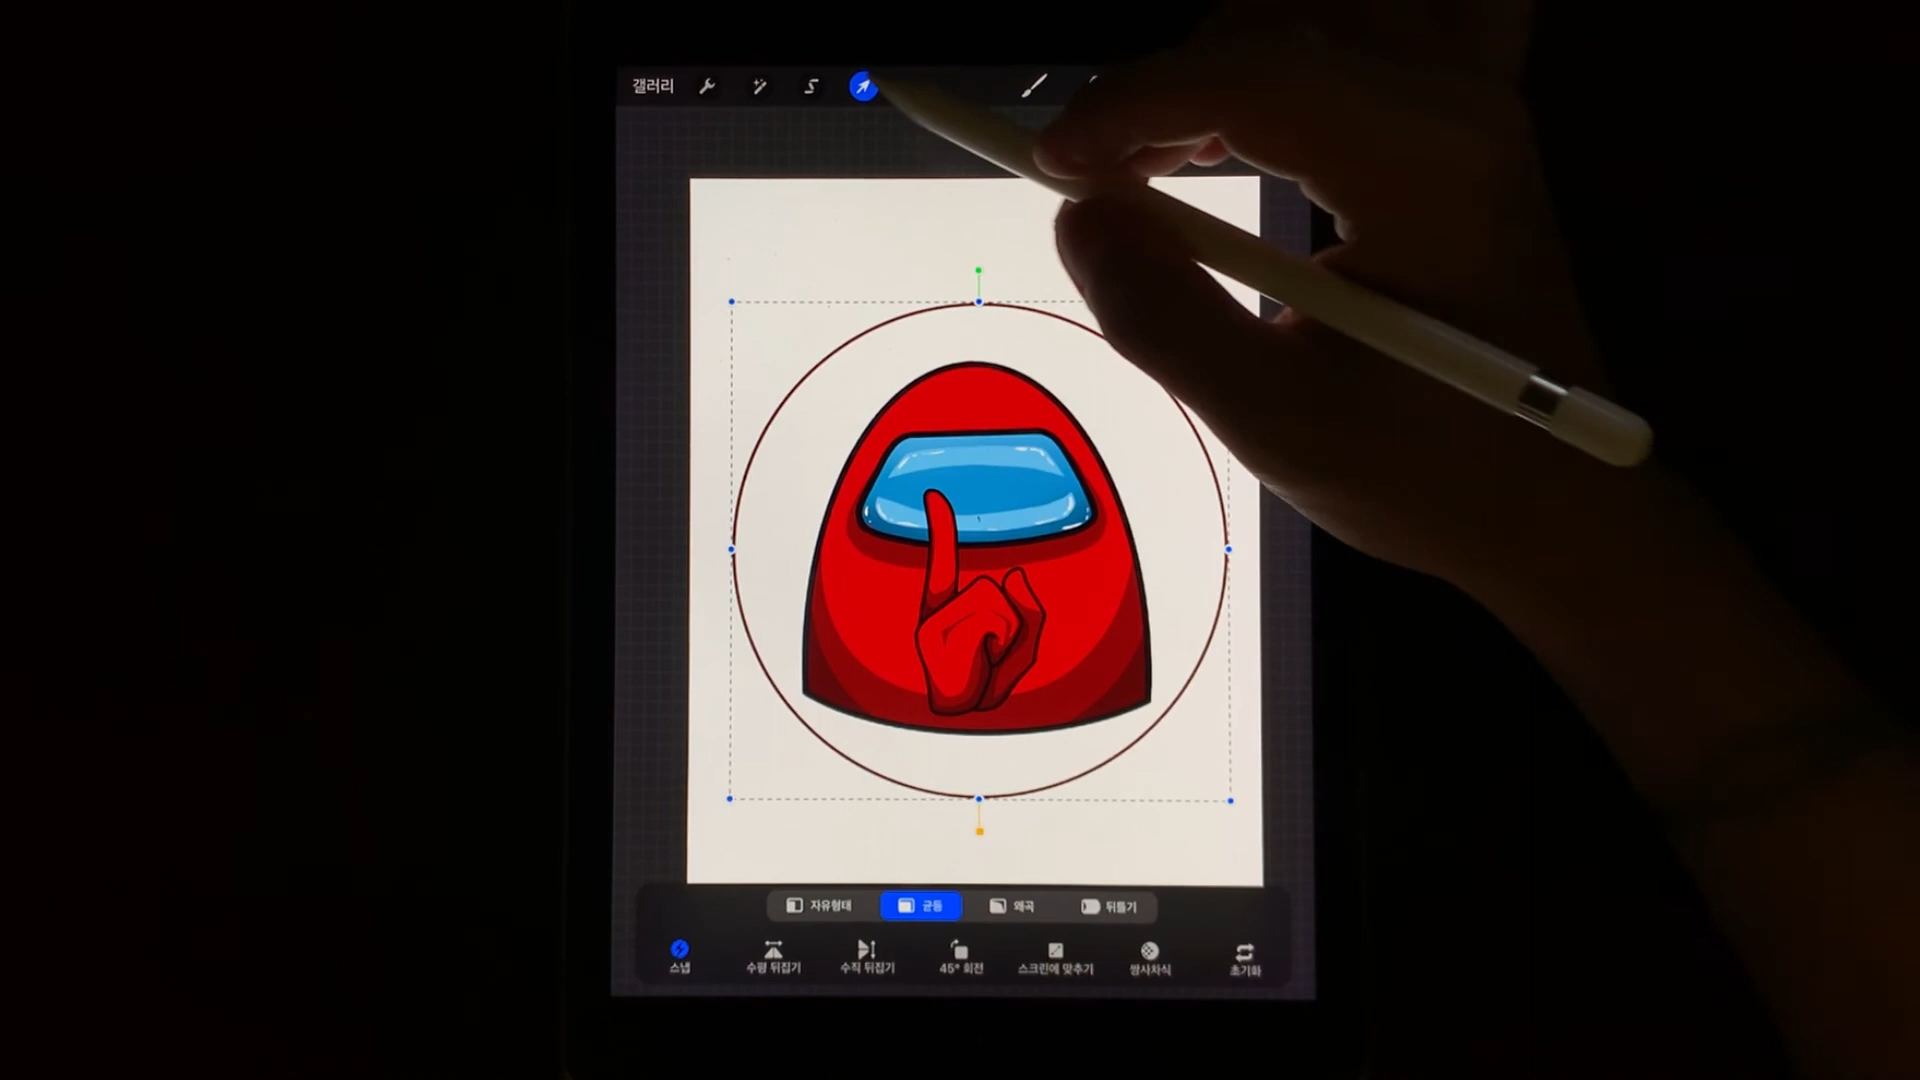 갤러리
자유형태 균등 왜곡 뒤틀기
스냅 수평 뒤집기 수직 뒤집기 45° 회전 스크린에 맞추기 쌍사차식 초기화